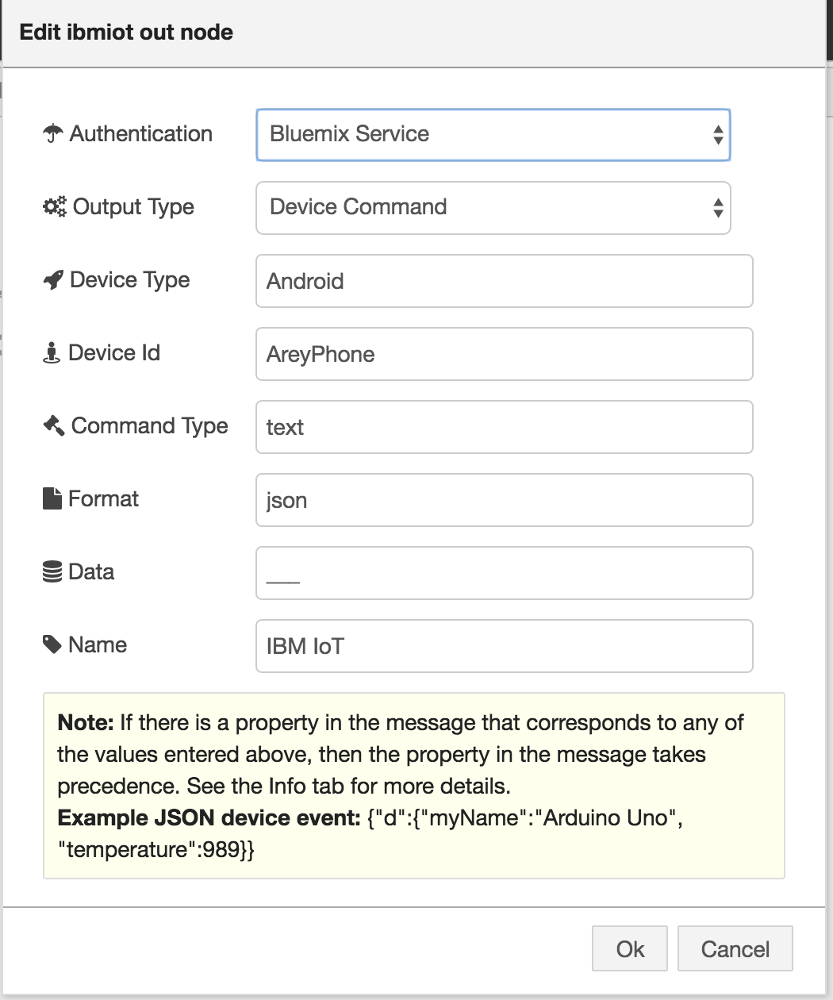 Edit ibmiot out node
Authentication
Bluemix Service
Output Type
Device Command
Device Type
Android
Device Id
AreyPhone
Command Type
text
Format
json
Data
___
Name
IBM IoT
Note: If there is a property in the message that corresponds to any of
the values entered above, then the property in the message takes
precedence. See the Info tab for more details.
Example JSON device event: {"d":{"myName":"Arduino Uno",
"temperature":989}}
Ok
Cancel